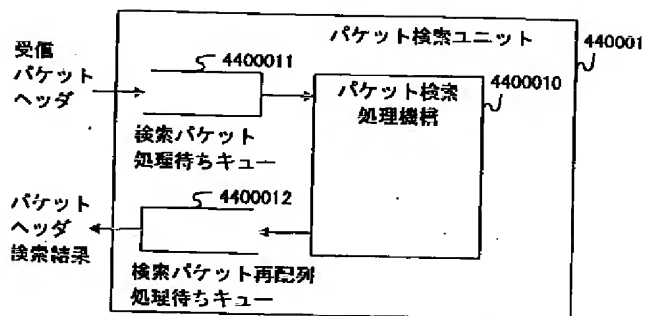 パケット検索ユニット
440001
受信
パケット
ヘッダ
4400011
検索パケット
処理待ちキュー
パケット検索
処理機構
4400010
パケット
ヘッダ
検索結果
4400012
検索パケット再配列
処理待ちキュー